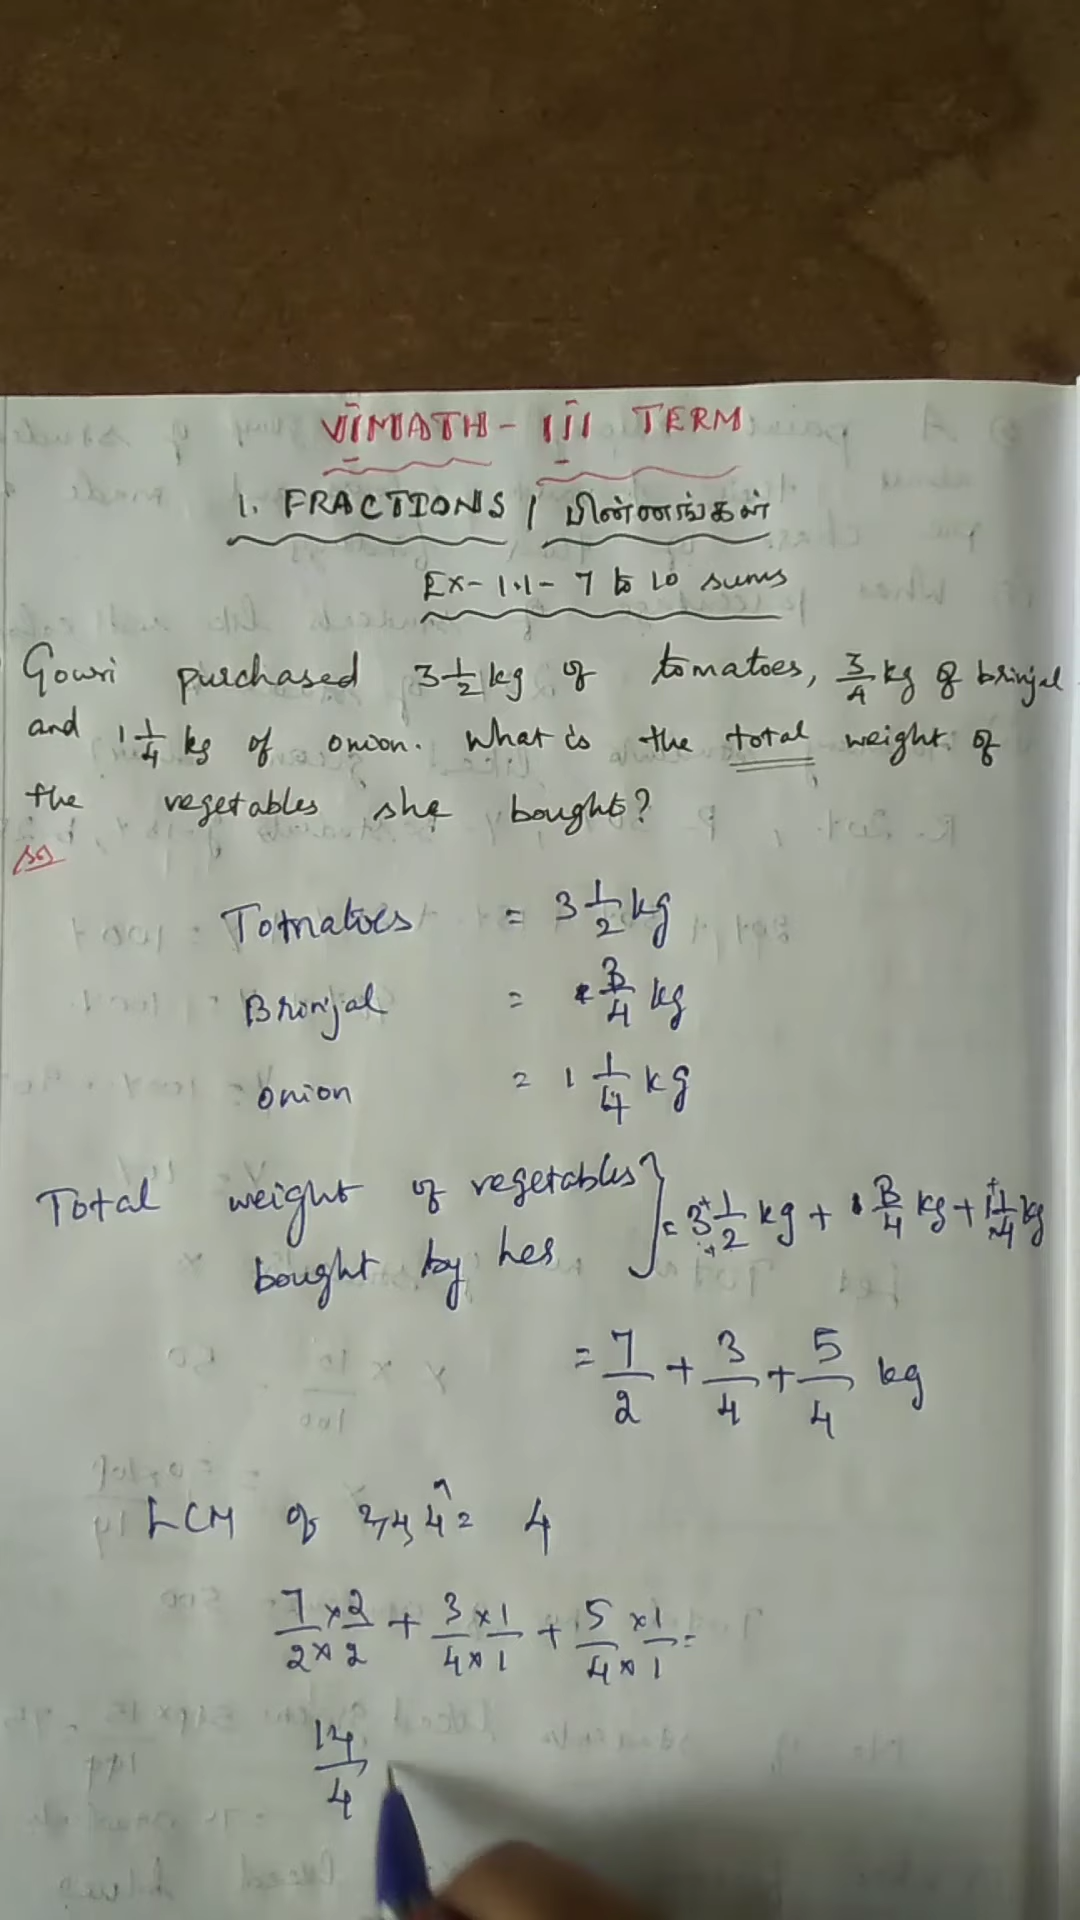 VI MATH - III TERM
1. FRACTIONS / பின்னங்கள்
Ex - 1.1 - 7 to 10 sums
Gowri purchased 3 1/2 kg of tomatoes, 3/4 kg of brinjal
and 1 1/4 kg of onion. What is the total weight of
the vegetables she bought?
Tomatoes = 3 1/2 kg
Brinjal = 3/4 kg
Onion = 1 1/4 kg
Total weight of vegetables
bought by her } = 3 1/2 kg + 3/4 kg + 1 1/4 kg
= 7/2 + 3/4 + 5/4 kg
LCM of 2, 4, 4 = 4
7/2 × 2/2 + 3/4 × 1/1 + 5/4 × 1/1 =
14/4